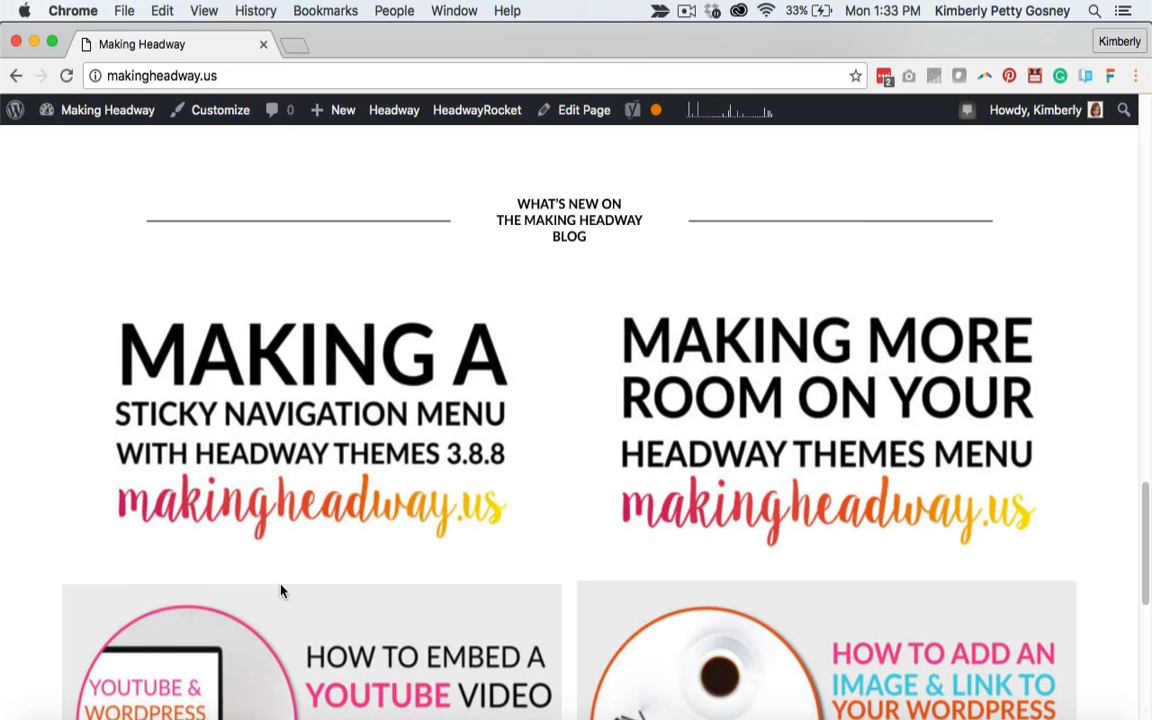 Chrome File Edit View History Bookmarks People Window Help 33% Mon 1:33 PM Kimberly Petty Gosney
Making Headway Kimberly
makingheadway.us 2
Making Headway Customize 0 New Headway HeadwayRocket Edit Page Howdy, Kimberly
WHAT'S NEW ON
THE MAKING HEADWAY
BLOG
MAKING A
STICKY NAVIGATION MENU
WITH HEADWAY THEMES 3.8.8
makingheadway.us
MAKING MORE
ROOM ON YOUR
HEADWAY THEMES MENU
makingheadway.us
YOUTUBE &
WORDPRESS
HOW TO EMBED A
YOUTUBE VIDEO
HOW TO ADD AN
IMAGE & LINK TO
YOUR WORDPRESS